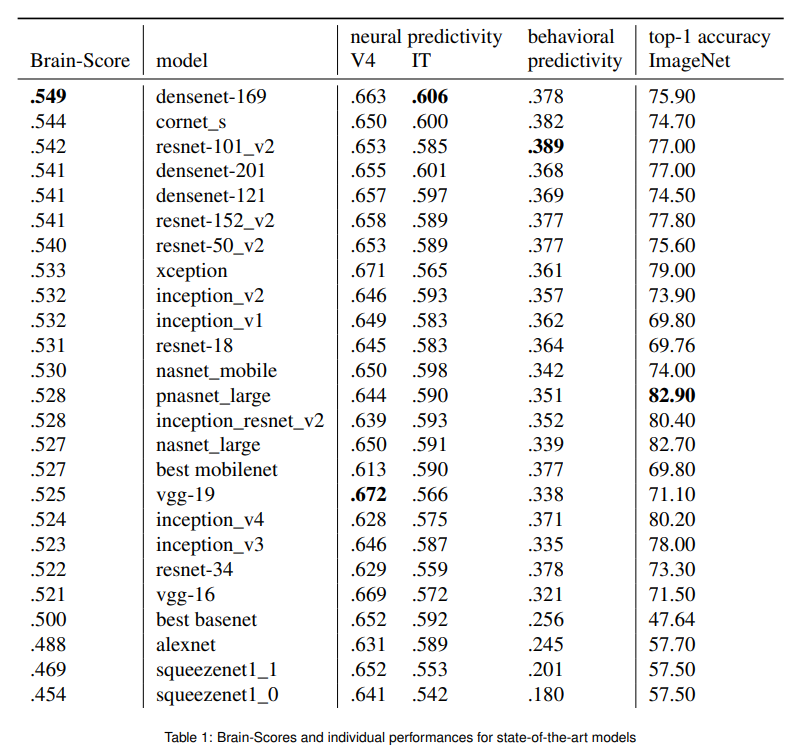 neural predictivity behavioral top-1 accuracy
Brain-Score model V4 IT predictivity ImageNet
.549 densenet-169 .663 .606 .378 75.90
.544 cornet_s .650 .600 .382 74.70
.542 resnet-101_v2 .653 .585 .389 77.00
.541 densenet-201 .655 .601 .368 77.00
.541 densenet-121 .657 .597 .369 74.50
.541 resnet-152_v2 .658 .589 .377 77.80
.540 resnet-50_v2 .653 .589 .377 75.60
.533 xception .671 .565 .361 79.00
.532 inception_v2 .646 .593 .357 73.90
.532 inception_v1 .649 .583 .362 69.80
.531 resnet-18 .645 .583 .364 69.76
.530 nasnet_mobile .650 .598 .342 74.00
.528 pnasnet_large .644 .590 .351 82.90
.528 inception_resnet_v2 .639 .593 .352 80.40
.527 nasnet_large .650 .591 .339 82.70
.527 best mobilenet .613 .590 .377 69.80
.525 vgg-19 .672 .566 .338 71.10
.524 inception_v4 .628 .575 .371 80.20
.523 inception_v3 .646 .587 .335 78.00
.522 resnet-34 .629 .559 .378 73.30
.521 vgg-16 .669 .572 .321 71.50
.500 best basenet .652 .592 .256 47.64
.488 alexnet .631 .589 .245 57.70
.469 squeezenet1_1 .652 .553 .201 57.50
.454 squeezenet1_0 .641 .542 .180 57.50
Table 1: Brain-Scores and individual performances for state-of-the-art models